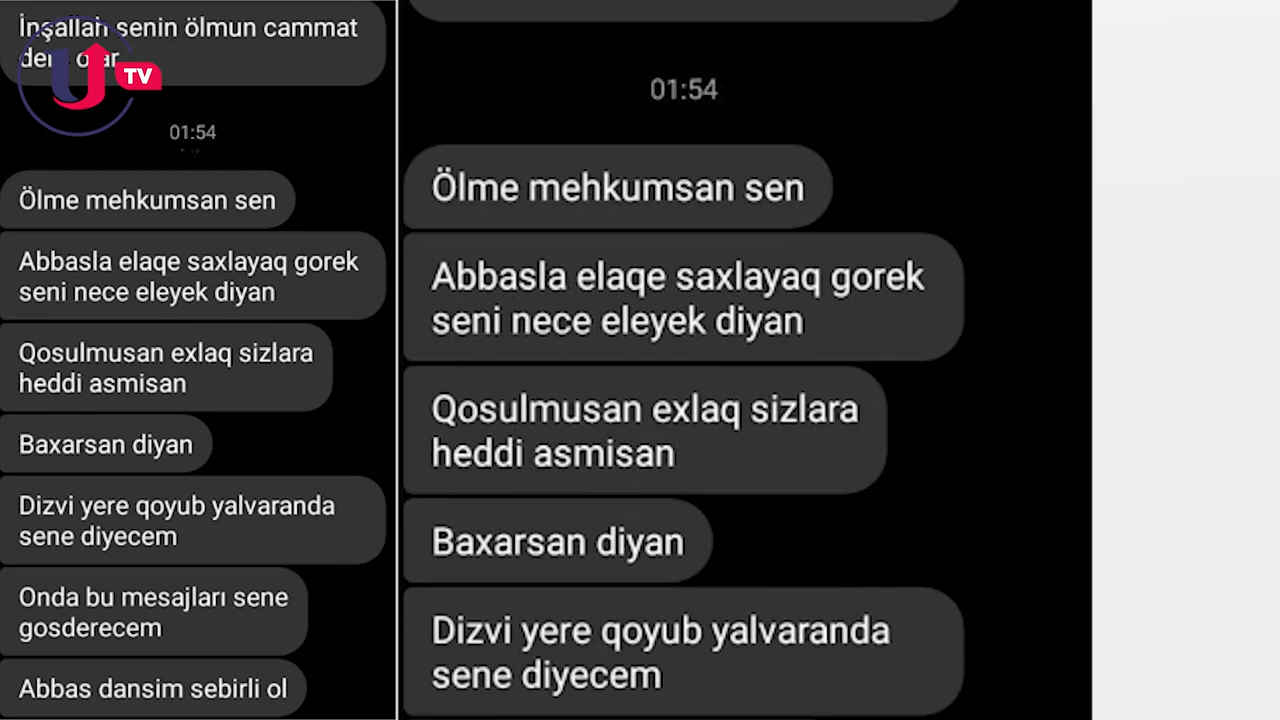 İnşallah senin ölmun cammat
ders olar
TV
01:54
Ölme mehkumsan sen
Abbasla elaqe saxlayaq gorek
seni nece eleyek diyan
Qosulmusan exlaq sizlara
heddi asmisan
Baxarsan diyan
Dizvi yere qoyub yalvaranda
sene diyecem
Onda bu mesajları sene
gosderecem
Abbas dansim sebirli ol
01:54
Ölme mehkumsan sen
Abbasla elaqe saxlayaq gorek
seni nece eleyek diyan
Qosulmusan exlaq sizlara
heddi asmisan
Baxarsan diyan
Dizvi yere qoyub yalvaranda
sene diyecem